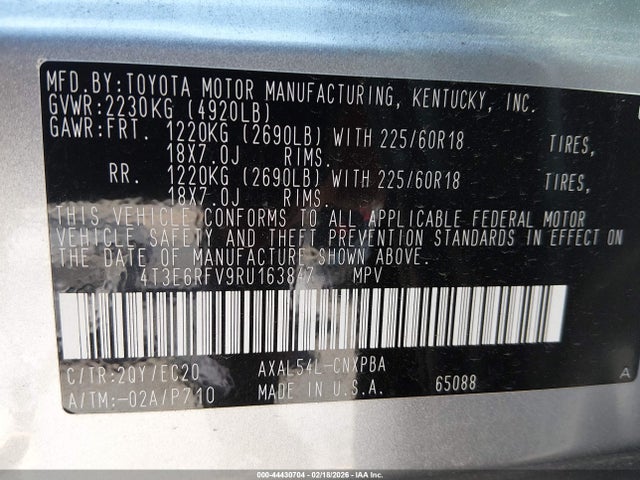 MFD.BY:TOYOTA MOTOR MANUFACTURING, KENTUCKY, INC.
GVWR:2230KG (4920LB)
GAWR:FRT. 1220KG (2690LB) WITH 225/60R18 TIRES,
18X7.0J RIMS.
RR. 1220KG (2690LB) WITH 225/60R18 TIRES,
18X7.0J RIMS.
THIS VEHICLE CONFORMS TO ALL APPLICABLE FEDERAL MOTOR
VEHICLE SAFETY AND THEFT PREVENTION STANDARDS IN EFFECT ON
THE DATE OF MANUFACTURE SHOWN ABOVE.
4T3E6RFV9RU163847 MPV
C/TR:2QY/EC20 AXAL54L-CNXPBA
A/TM:-02A/P710 MADE IN U.S.A. 65088 A
000-44430704 - 02/18/2026 - IAAI.COM